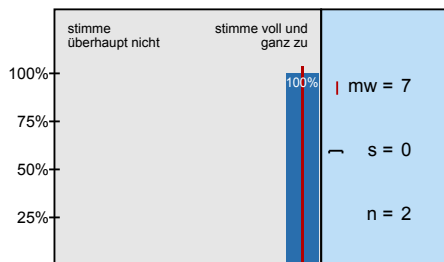 stimme
überhaupt nicht
stimme voll und
ganz zu
100%
75%
50%
25%
100%
mw = 7
s = 0
n = 2